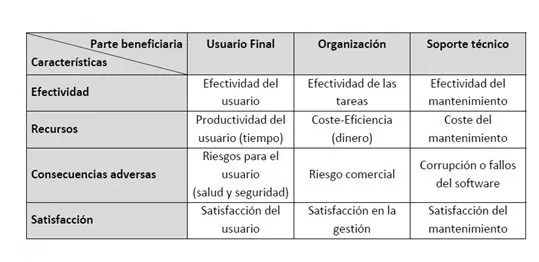 Parte beneficiaria
Características
Usuario Final
Organización
Soporte técnico
Efectividad
Efectividad del
usuario
Efectividad de las
tareas
Efectividad del
mantenimiento
Recursos
Productividad del
usuario (tiempo)
Coste-Eficiencia
(dinero)
Coste del
mantenimiento
Consecuencias adversas
Riesgos para el
usuario
(salud y seguridad)
Riesgo comercial
Corrupción o fallos
del software
Satisfacción
Satisfacción del
usuario
Satisfacción en la
gestión
Satisfacción del
mantenimiento